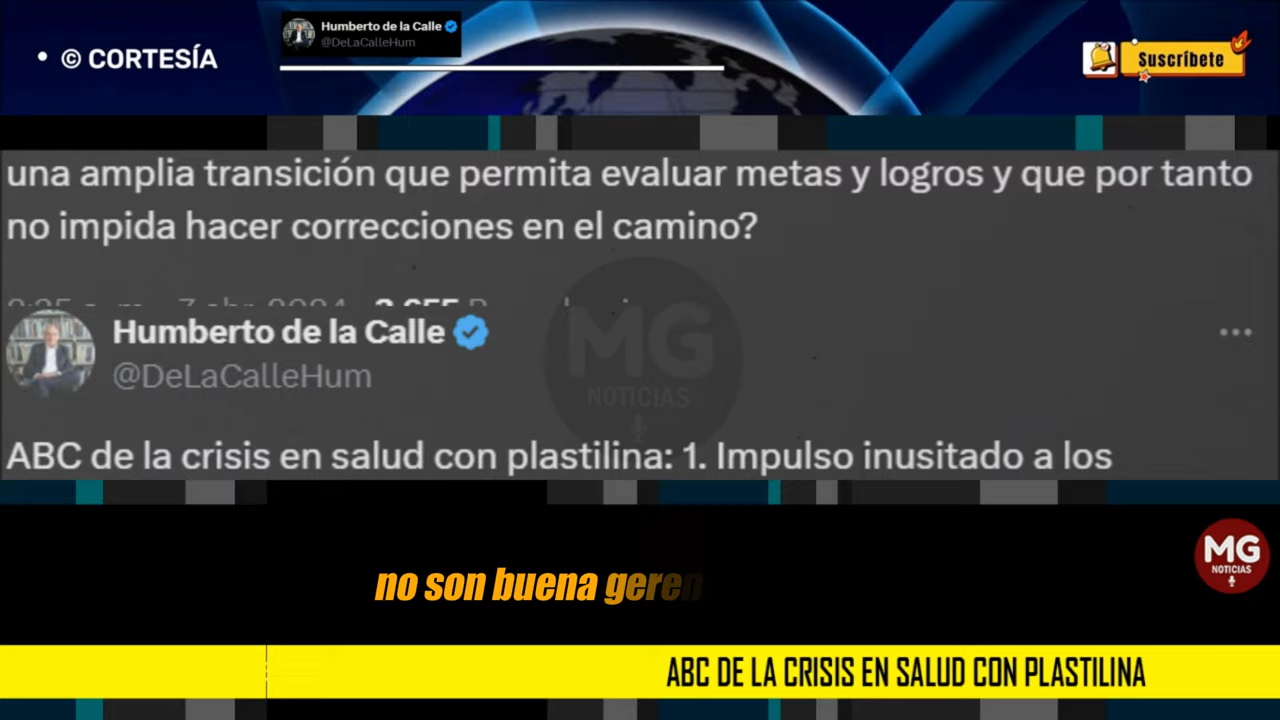 • © CORTESÍA
Humberto de la Calle
@DeLaCalleHum
Suscríbete
una amplia transición que permita evaluar metas y logros y que por tanto
no impida hacer correcciones en el camino?
Humberto de la Calle
@DeLaCalleHum
MG
NOTICIAS
ABC de la crisis en salud con plastilina: 1. Impulso inusitado a los
no son buena geren
MG
NOTICIAS
ABC DE LA CRISIS EN SALUD CON PLASTILINA